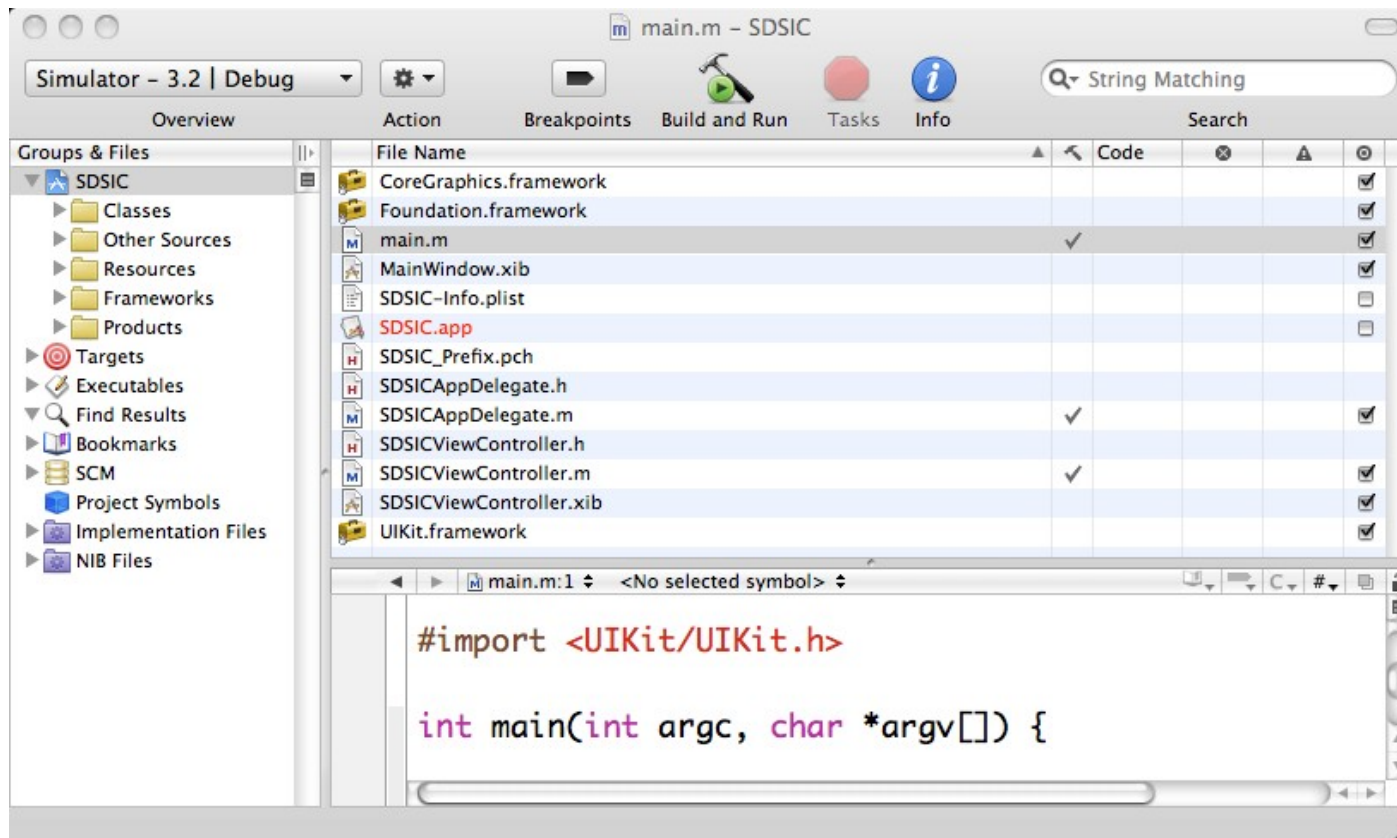 main.m – SDSIC
Simulator – 3.2 | Debug
String Matching
Overview
Action
Breakpoints
Build and Run
Tasks
Info
Search
Groups & Files
SDSIC
Classes
Other Sources
Resources
Frameworks
Products
Targets
Executables
Find Results
Bookmarks
SCM
Project Symbols
Implementation Files
NIB Files
File Name
Code
CoreGraphics.framework
Foundation.framework
main.m
MainWindow.xib
SDSIC-Info.plist
SDSIC.app
SDSIC_Prefix.pch
SDSICAppDelegate.h
SDSICAppDelegate.m
SDSICViewController.h
SDSICViewController.m
SDSICViewController.xib
UIKit.framework
main.m:1 <No selected symbol> C #
#import <UIKit/UIKit.h>
int main(int argc, char *argv[]) {